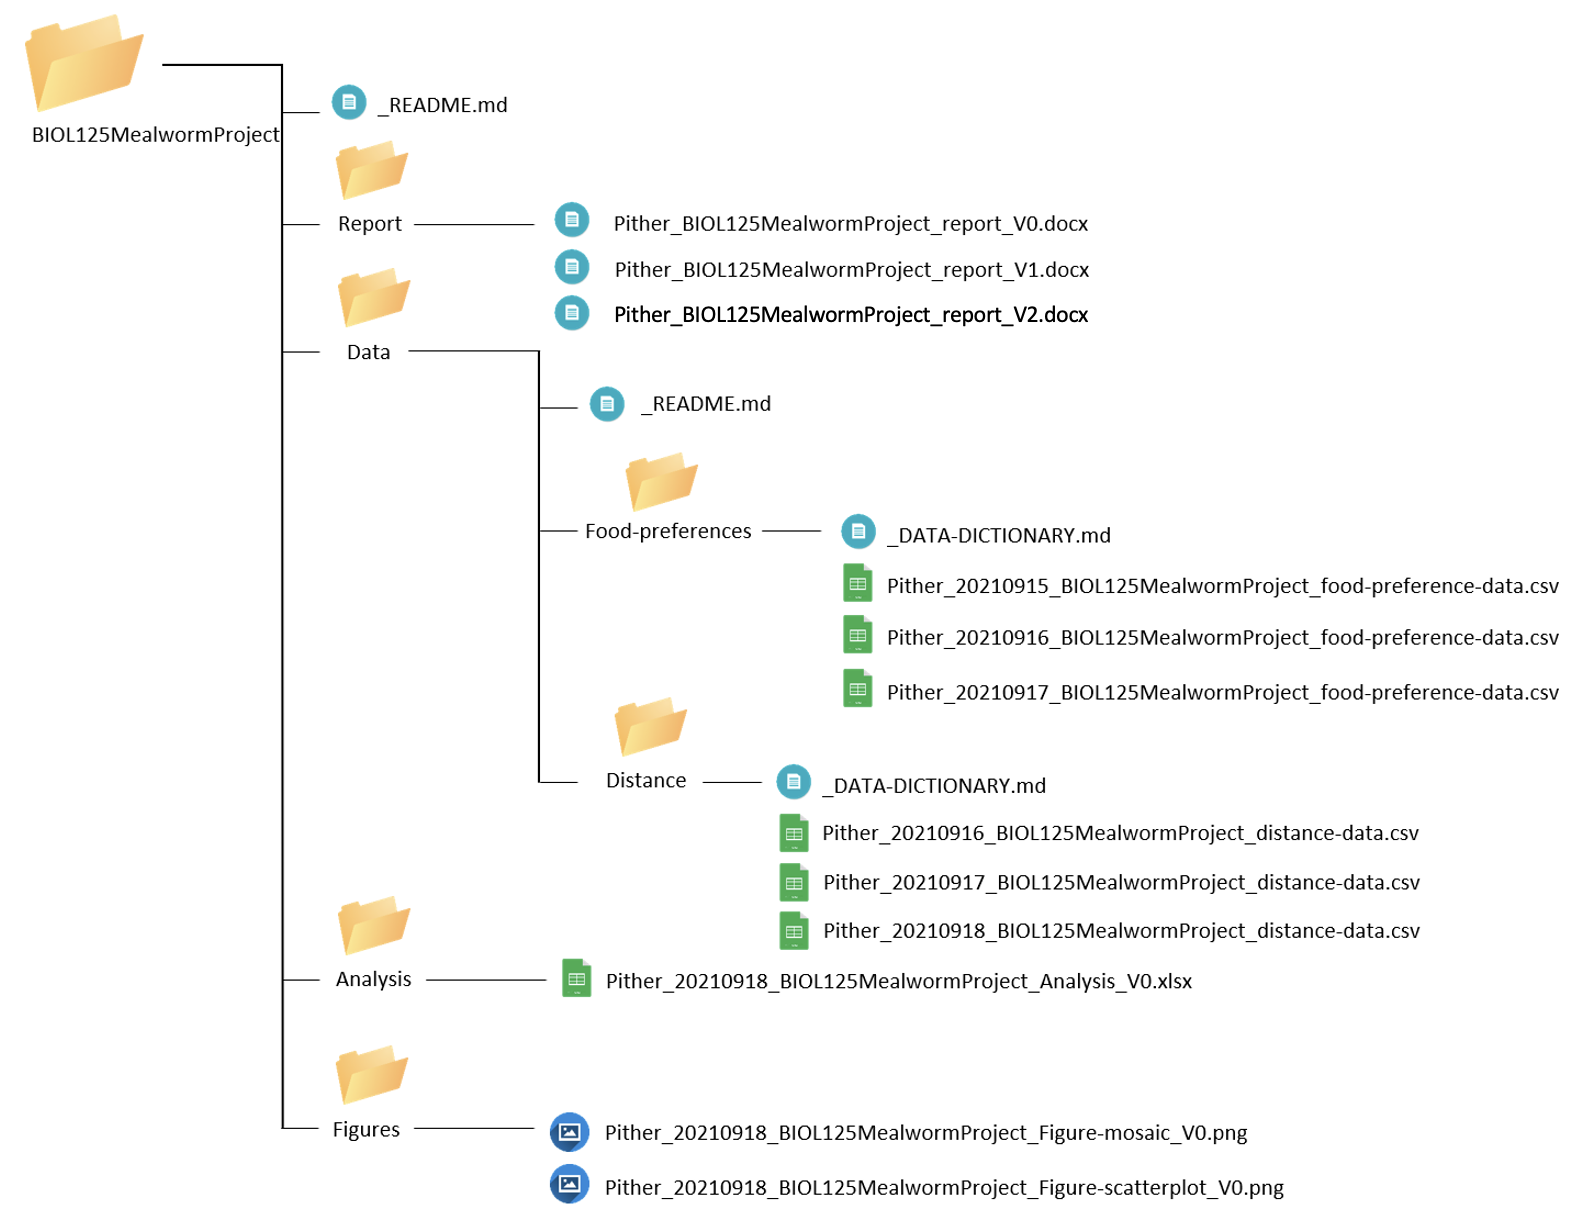 BIOL125MealwormProject
_README.md
Report
Pither_BIOL125MealwormProject_report_V0.docx
Pither_BIOL125MealwormProject_report_V1.docx
Pither_BIOL125MealwormProject_report_V2.docx
Data
_README.md
Food-preferences
_DATA-DICTIONARY.md
Pither_20210915_BIOL125MealwormProject_food-preference-data.csv
Pither_20210916_BIOL125MealwormProject_food-preference-data.csv
Pither_20210917_BIOL125MealwormProject_food-preference-data.csv
Distance
_DATA-DICTIONARY.md
Pither_20210916_BIOL125MealwormProject_distance-data.csv
Pither_20210917_BIOL125MealwormProject_distance-data.csv
Pither_20210918_BIOL125MealwormProject_distance-data.csv
Analysis
Pither_20210918_BIOL125MealwormProject_Analysis_V0.xlsx
Figures
Pither_20210918_BIOL125MealwormProject_Figure-mosaic_V0.png
Pither_20210918_BIOL125MealwormProject_Figure-scatterplot_V0.png